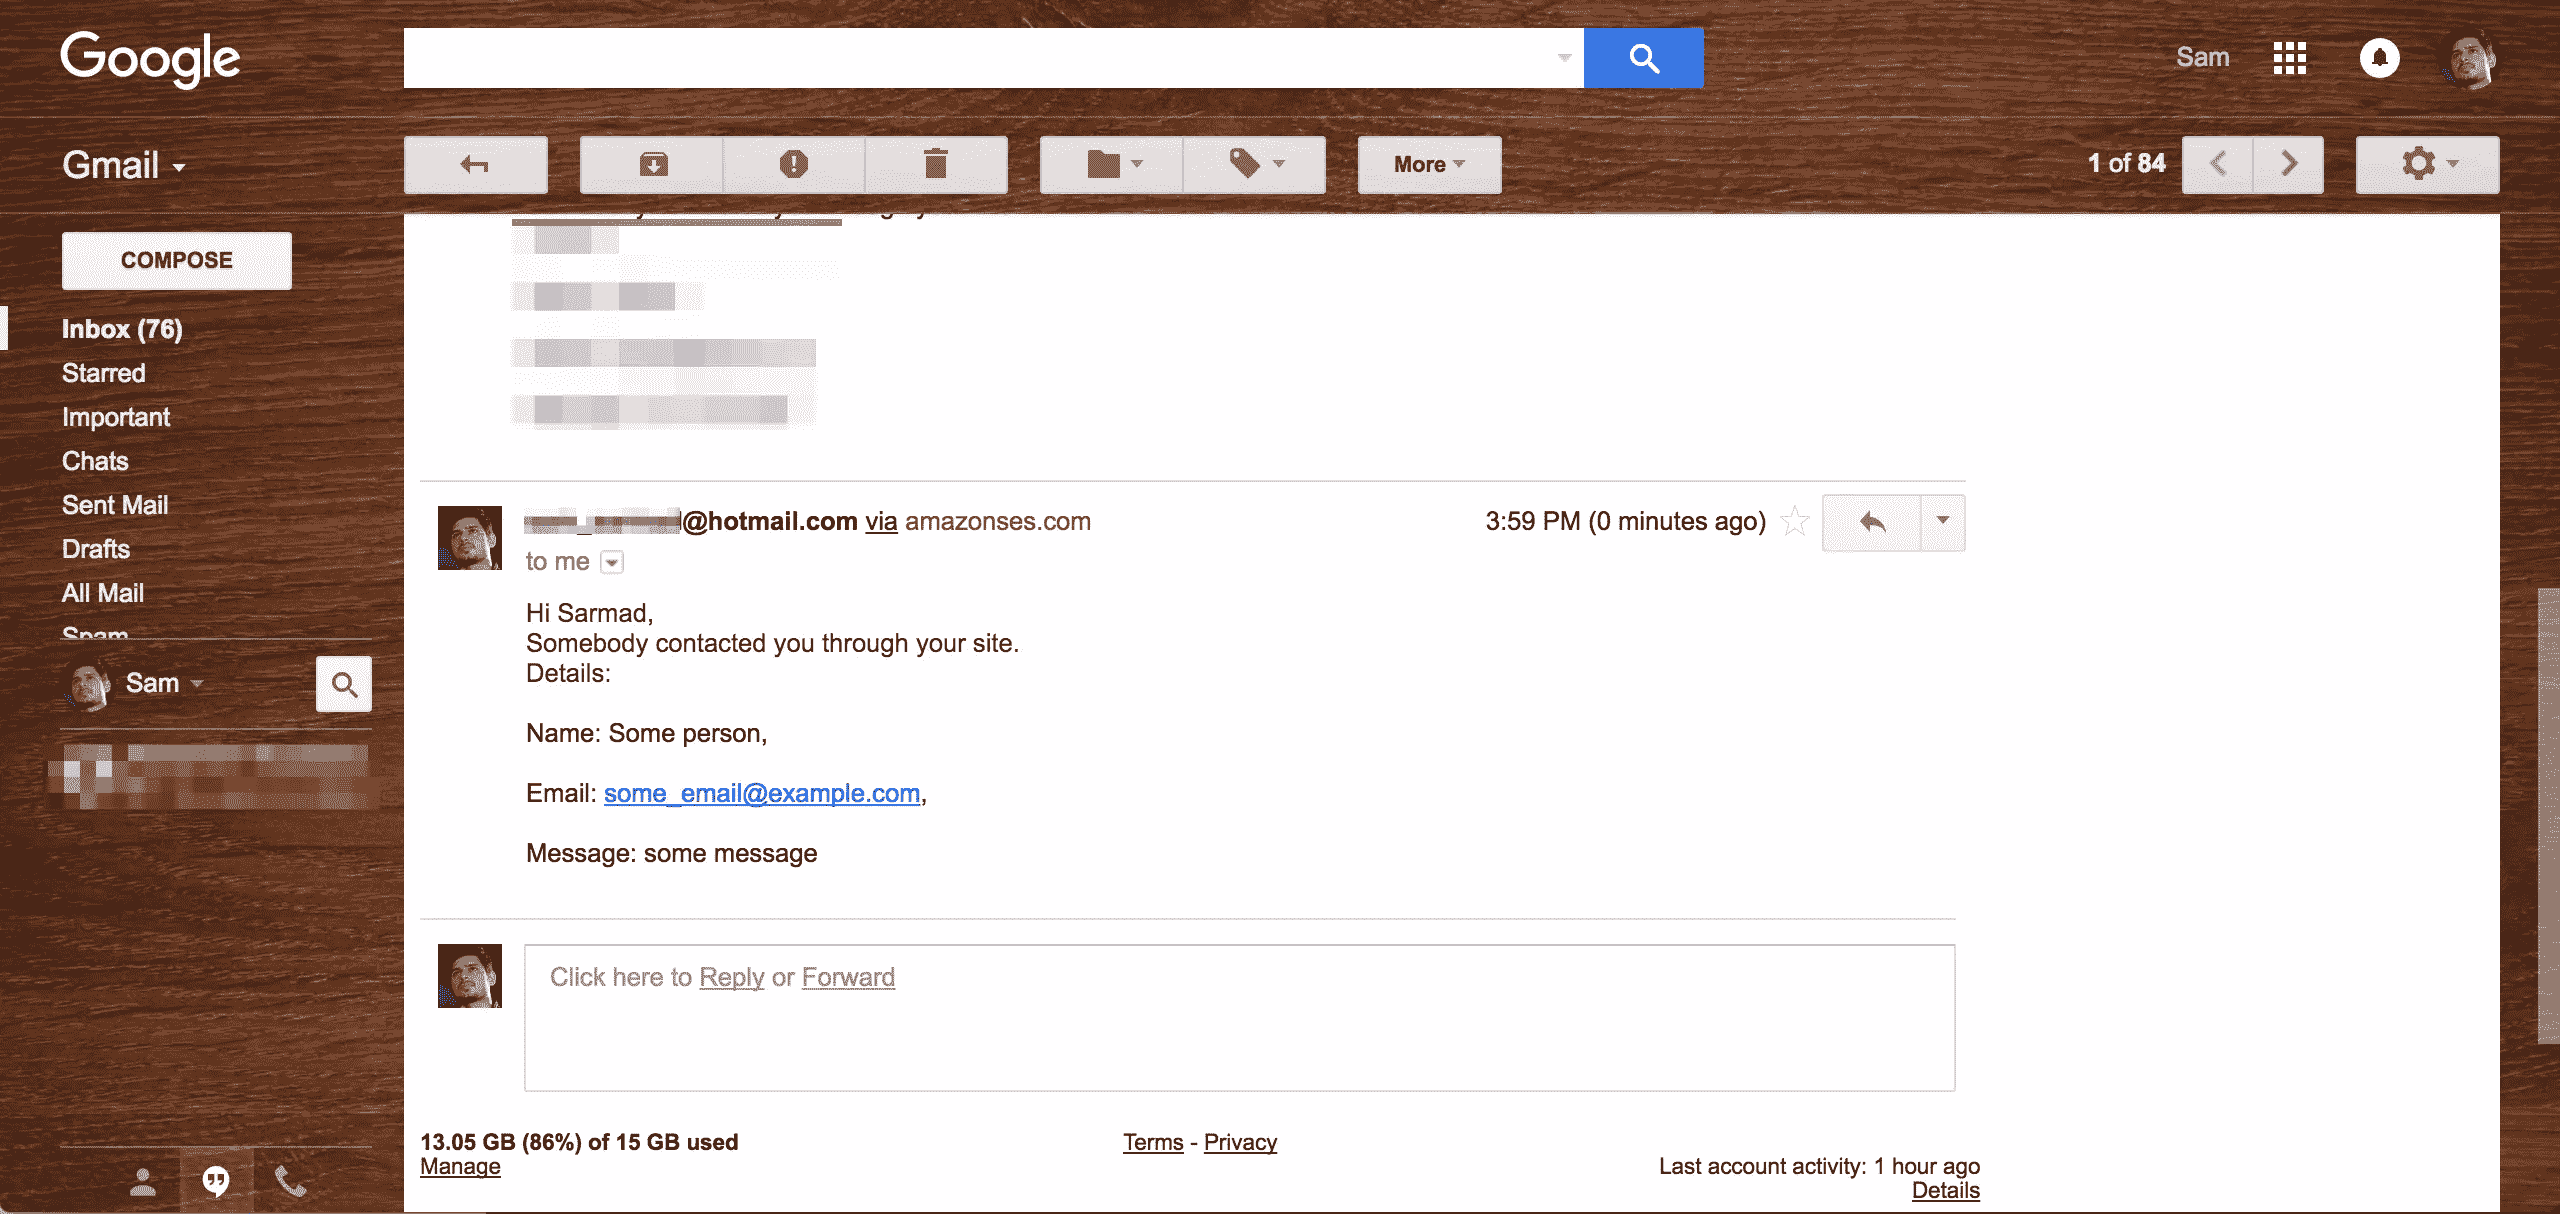 Google
Sam
Gmail
More
1 of 84
COMPOSE
Inbox (76)
Starred
Important
Chats
Sent Mail
Drafts
All Mail
Spam
Sam
@hotmail.com via amazonses.com
3:59 PM (0 minutes ago)
to me
Hi Sarmad,
Somebody contacted you through your site.
Details:
Name: Some person,
Email: some_email@example.com,
Message: some message
Click here to Reply or Forward
13.05 GB (86%) of 15 GB used
Manage
Terms - Privacy
Last account activity: 1 hour ago
Details